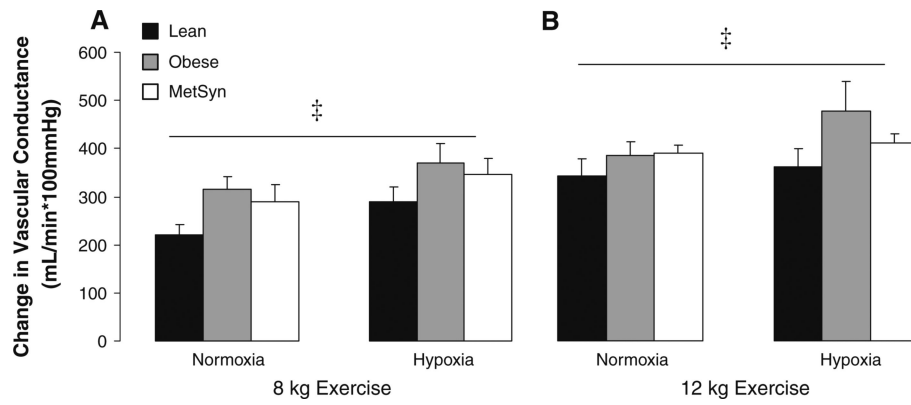 A
B
Lean
Obese
MetSyn
‡
‡
Change in Vascular Conductance
(mL/min*100mmHg)
600
500
400
300
200
100
0
Normoxia
Hypoxia
Normoxia
Hypoxia
8 kg Exercise
12 kg Exercise